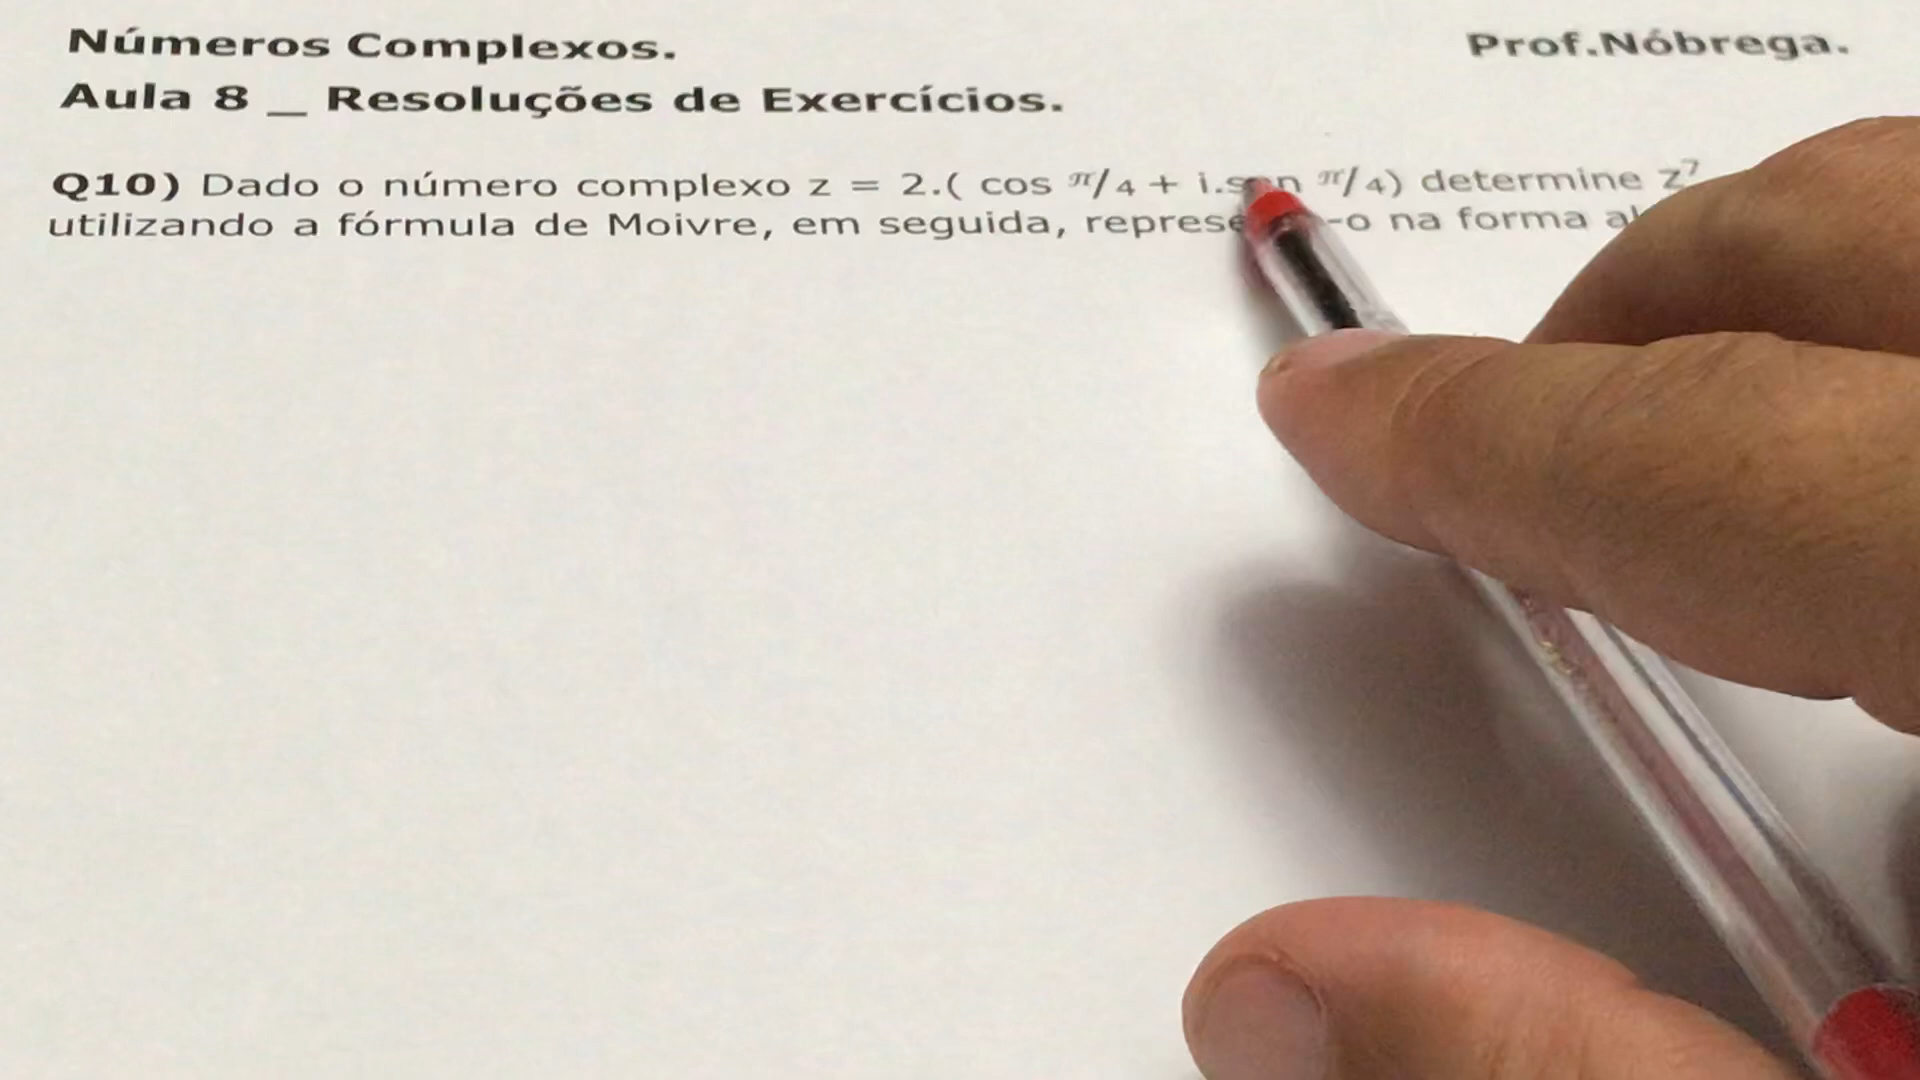 Números Complexos.
Prof.Nóbrega.
Aula 8 _ Resoluções de Exercícios.
Q10) Dado o número complexo z = 2.( cos π/4 + i.sen π/4) determine z⁷
utilizando a fórmula de Moivre, em seguida, -o na forma